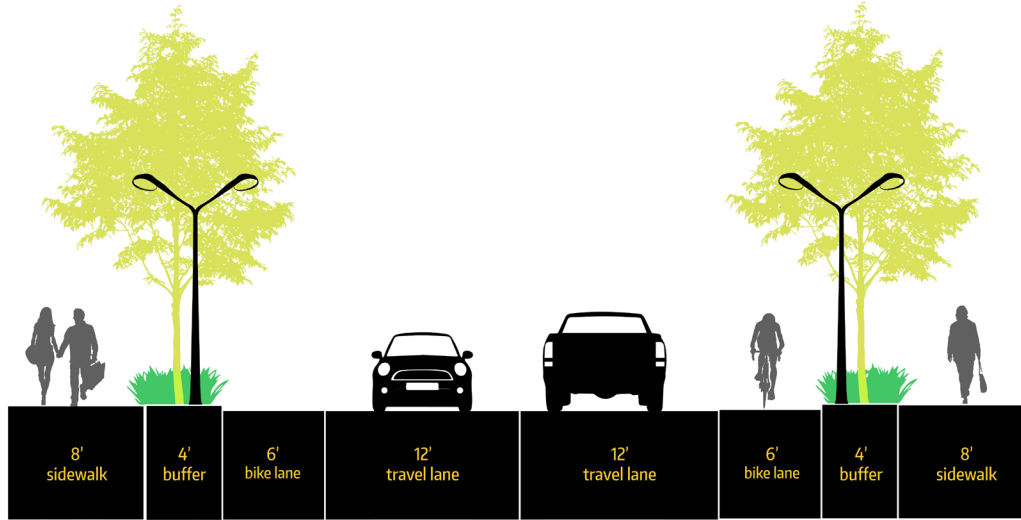 8’
sidewalk
4’
buffer
6’
bike lane
12’
travel lane
12’
travel lane
6’
bike lane
4’
buffer
8’
sidewalk